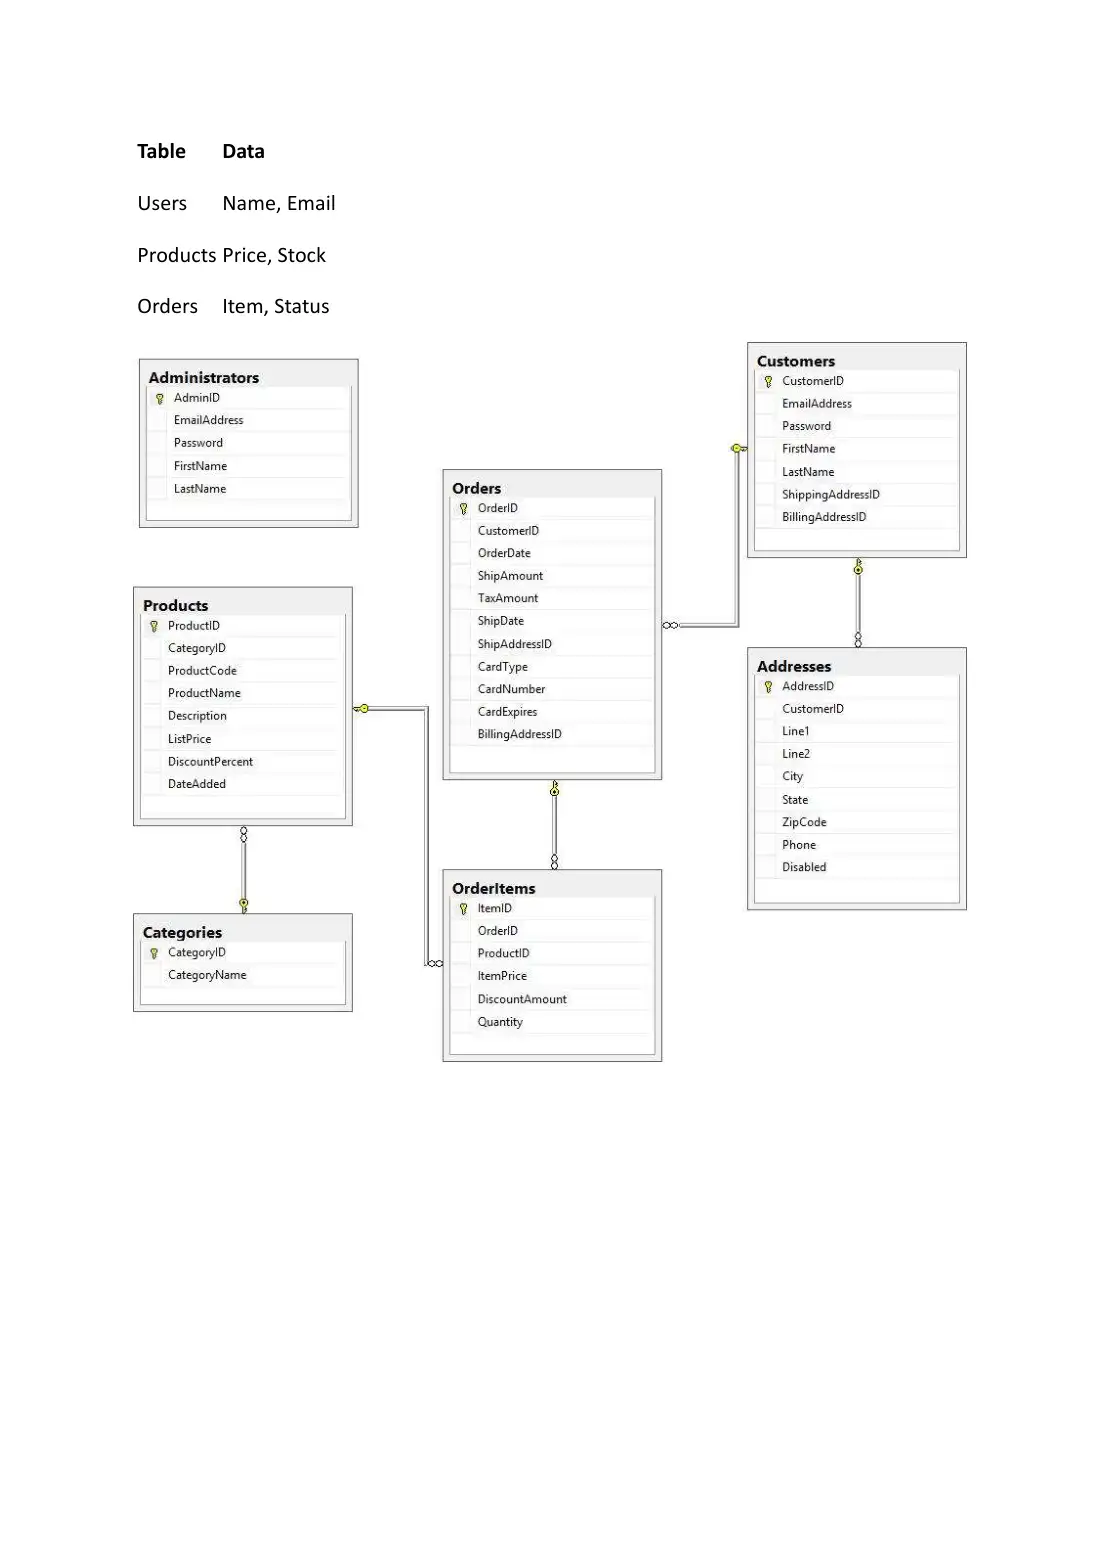 Table Data
Users Name, Email
Products Price, Stock
Orders Item, Status
Administrators
AdminID
EmailAddress
Password
FirstName
LastName
Products
ProductID
CategoryID
ProductCode
ProductName
Description
ListPrice
DiscountPercent
DateAdded
Categories
CategoryID
CategoryName
Orders
OrderID
CustomerID
OrderDate
ShipAmount
TaxAmount
ShipDate
ShipAddressID
CardType
CardNumber
CardExpires
BillingAddressID
OrderItems
ItemID
OrderID
ProductID
ItemPrice
DiscountAmount
Quantity
Customers
CustomerID
EmailAddress
Password
FirstName
LastName
ShippingAddressID
BillingAddressID
Addresses
AddressID
CustomerID
Line1
Line2
City
State
ZipCode
Phone
Disabled